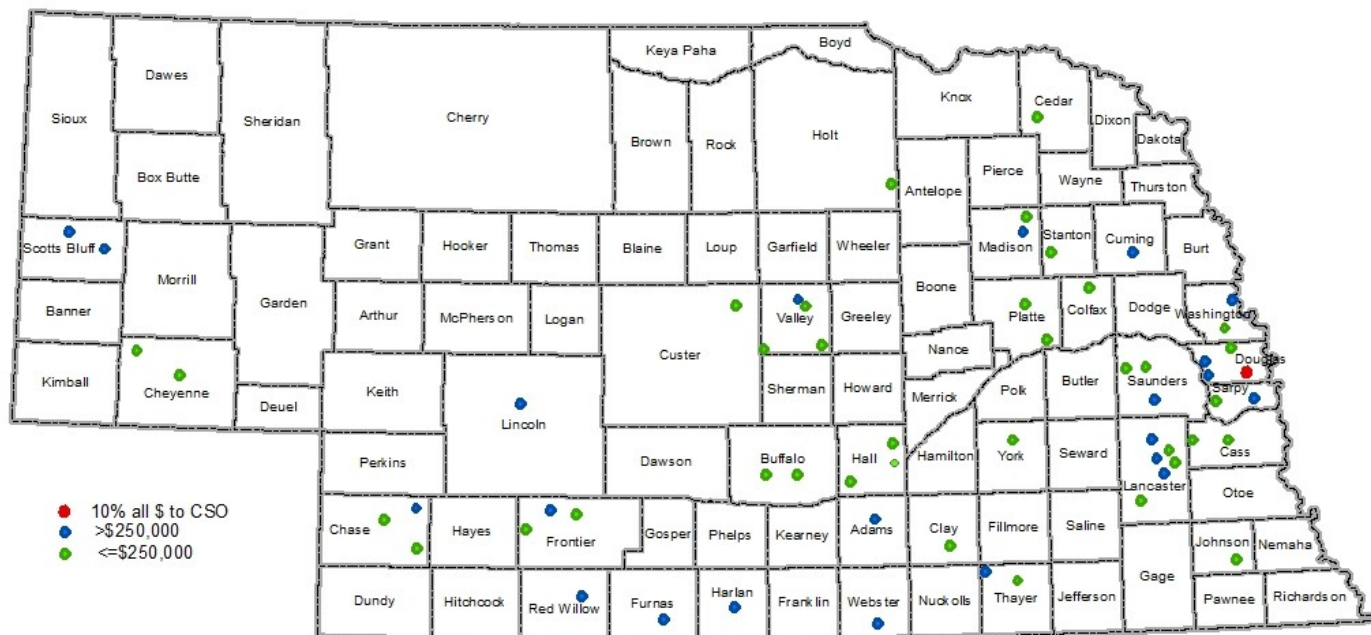 Boyd
Keya Paha
Dawes
Knox
Cedar
Sioux
Cherry
Sheridan
Dixon
Holt
Brown
Rock
Dakota
Box Butte
Pierce
Wayne
Antelope
Thurston
Scotts Bluff
Grant
Hooker
Thomas
Blaine
Loup
Garfield
Wheeler
Madison
Stanton
Cuming
Burt
Morrill
Boone
Garden
Banner
Arthur
McPherson
Logan
Valley
Greeley
Platte
Colfax
Dodge
Washington
Custer
Nance
Douglas
Kimball
Cheyenne
Keith
Sherman
Howard
Polk
Butler
Saunders
Sarpy
Deuel
Merrick
Lincoln
Perkins
Dawson
Buffalo
Hall
Hamilton
York
Seward
Cass
Lancaster
Otoe
10% all $ to CSO
Chase
Hayes
Frontier
Gosper
Phelps
Kearney
Adams
Clay
Fillmore
Saline
>$250,000
Johnson
Nemaha
<=$250,000
Gage
Dundy
Hitchcock
Red Willow
Furnas
Harlan
Franklin
Webster
Nuckolls
Thayer
Jefferson
Pawnee
Richardson